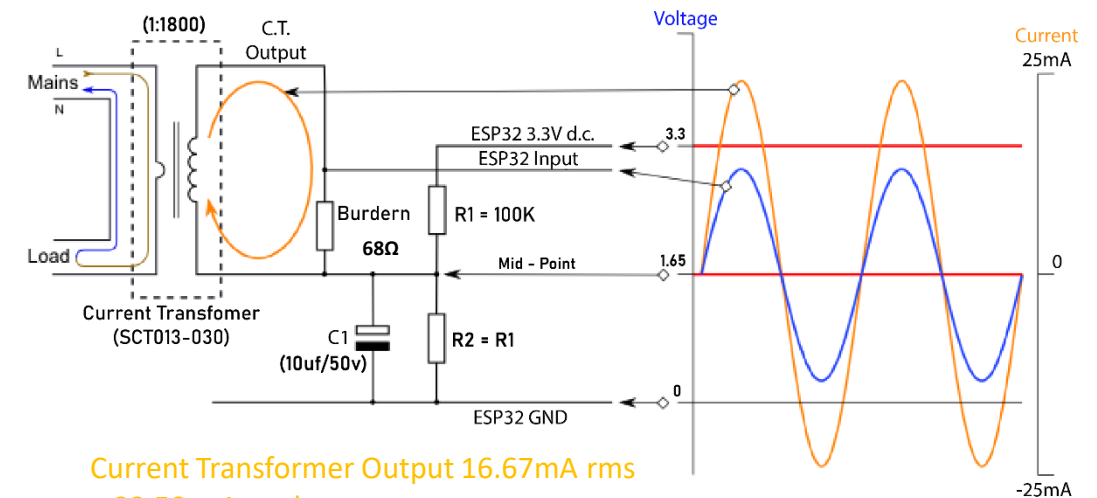 Voltage
(1:1800)
C.T.
Output
Current
25mA
L
Mains
N
ESP32 3.3V d.c.
3.3
ESP32 Input
Burdern
R1 = 100K
68Ω
Load
Mid - Point
1.65
0
Current Transfomer
(SCT013-030)
C1
R2 = R1
(10uf/50v)
0
ESP32 GND
Current Transformer Output 16.67mA rms
-25mA